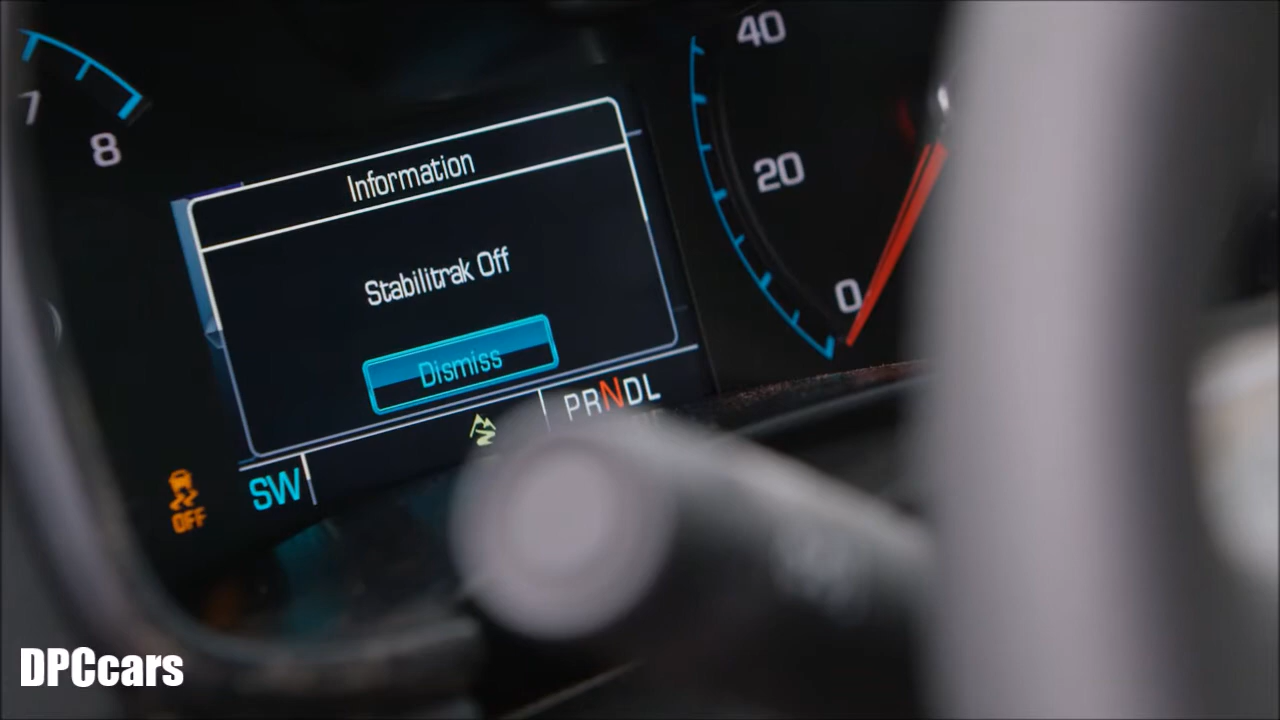 7
8
40
20
0
Information
Stabilitrak Off
Dismiss
PRNDL
SW
OFF
DPCcars